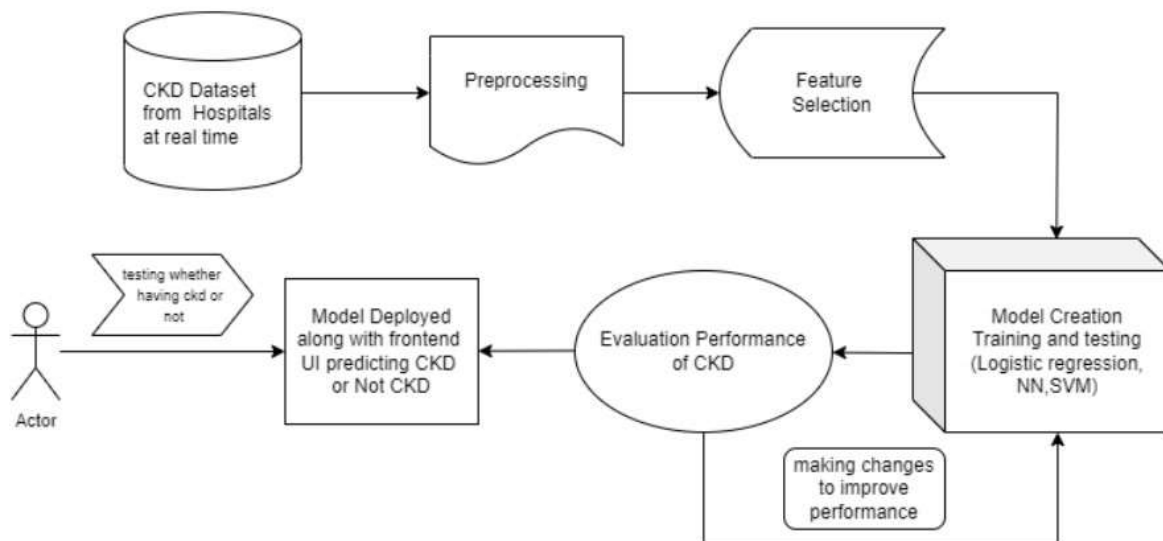 CKD Dataset
from Hospitals
at real time
Preprocessing
Feature
Selection
testing whether
having ckd or
not
Actor
Model Deployed
along with frontend
UI predicting CKD
or Not CKD
Evaluation Performance
of CKD
Model Creation
Training and testing
(Logistic regression,
NN,SVM)
making changes
to improve
performance